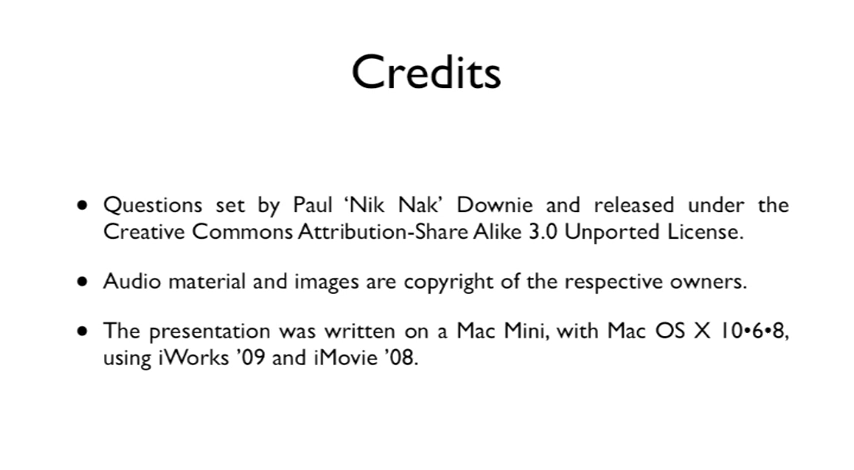 Credits
• Questions set by Paul ‘Nik Nak’ Downie and released under the
Creative Commons Attribution-Share Alike 3.0 Unported License.
• Audio material and images are copyright of the respective owners.
• The presentation was written on a Mac Mini, with Mac OS X 10•6•8,
using iWorks ’09 and iMovie ’08.